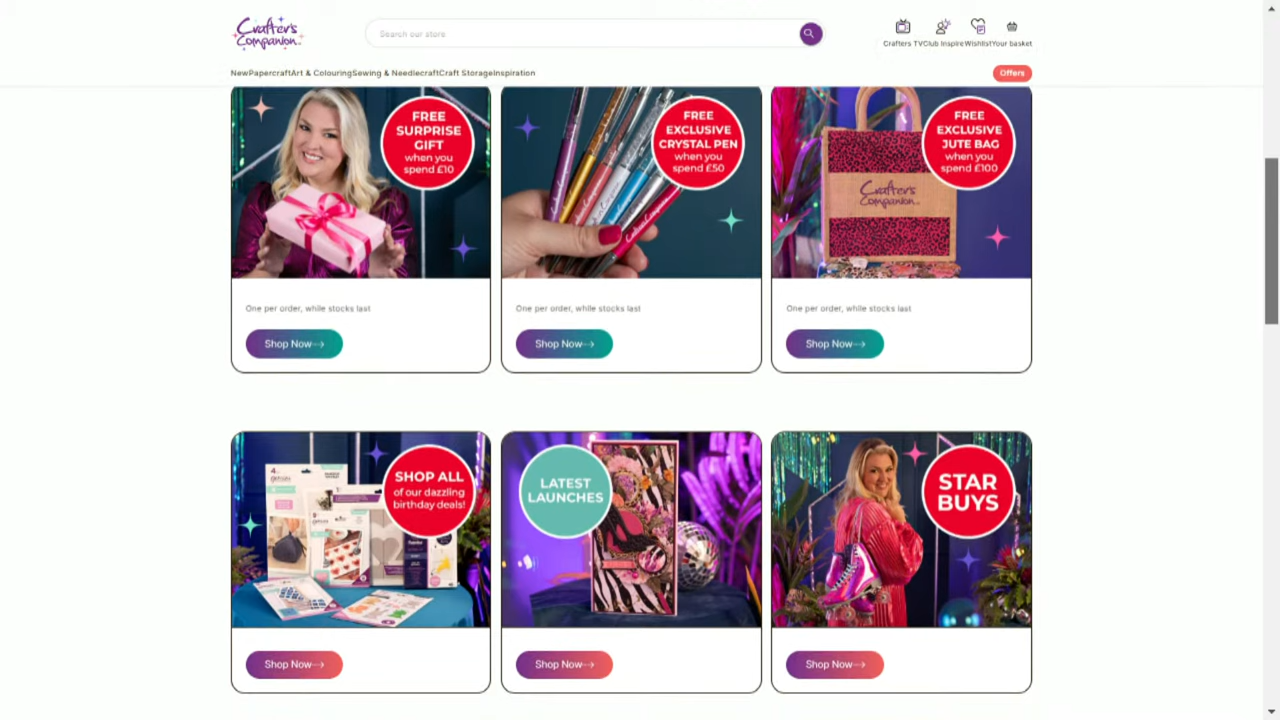 Crafter's
Companion
Search our store
Crafters TV Club Inspire Wishlist Your basket
New Papercraft Art & Colouring Sewing & Needlecraft Craft Storage Inspiration
Offers
FREE
SURPRISE
GIFT
when you
spend £10
FREE
EXCLUSIVE
CRYSTAL PEN
when you
spend £50
FREE
EXCLUSIVE
JUTE BAG
when you
spend £100
Crafter's
Companion
One per order, while stocks last
One per order, while stocks last
One per order, while stocks last
Shop Now
Shop Now
Shop Now
SHOP ALL
of our dazzling
birthday deals!
LATEST
LAUNCHES
STAR
BUYS
Shop Now
Shop Now
Shop Now